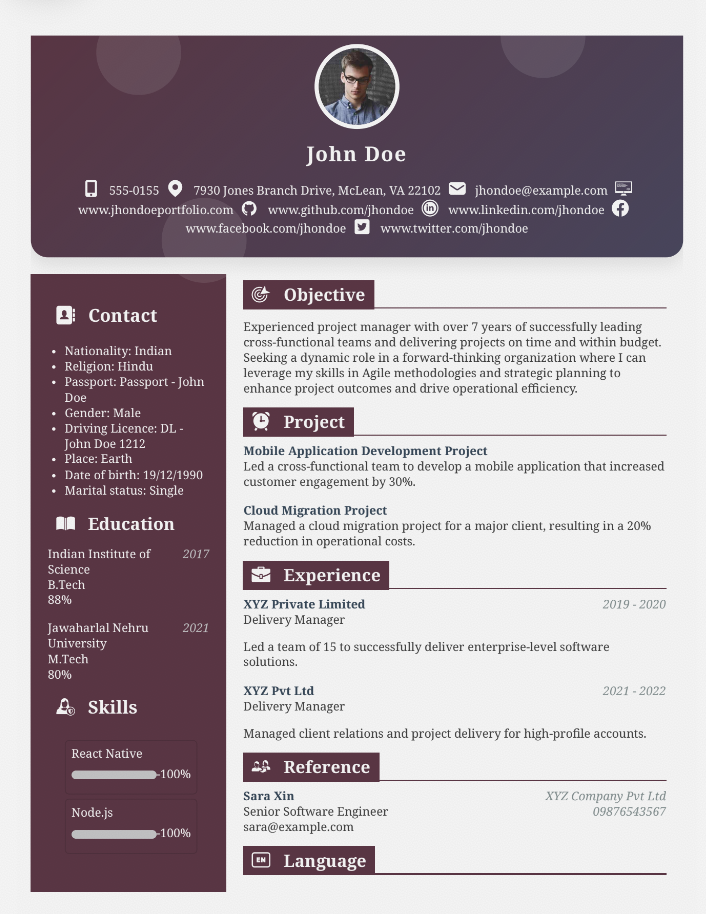 John Doe
555-0155 7930 Jones Branch Drive, McLean, VA 22102 jhondoe@example.com
www.jhondoeportfolio.com www.github.com/jhondoe www.linkedin.com/jhondoe
www.facebook.com/jhondoe www.twitter.com/jhondoe
Contact
• Nationality: Indian
• Religion: Hindu
• Passport: Passport - John
Doe
• Gender: Male
• Driving Licence: DL -
John Doe 1212
• Place: Earth
• Date of birth: 19/12/1990
• Marital status: Single
Education
Indian Institute of 2017
Science
B.Tech
88%
Jawaharlal Nehru 2021
University
M.Tech
80%
Skills
React Native
100%
Node.js
100%
Objective
Experienced project manager with over 7 years of successfully leading
cross-functional teams and delivering projects on time and within budget.
Seeking a dynamic role in a forward-thinking organization where I can
leverage my skills in Agile methodologies and strategic planning to
enhance project outcomes and drive operational efficiency.
Project
Mobile Application Development Project
Led a cross-functional team to develop a mobile application that increased
customer engagement by 30%.
Cloud Migration Project
Managed a cloud migration project for a major client, resulting in a 20%
reduction in operational costs.
Experience
XYZ Private Limited 2019 - 2020
Delivery Manager
Led a team of 15 to successfully deliver enterprise-level software
solutions.
XYZ Pvt Ltd 2021 - 2022
Delivery Manager
Managed client relations and project delivery for high-profile accounts.
Reference
Sara Xin XYZ Company Pvt Ltd
Senior Software Engineer 09876543567
sara@example.com
EN Language